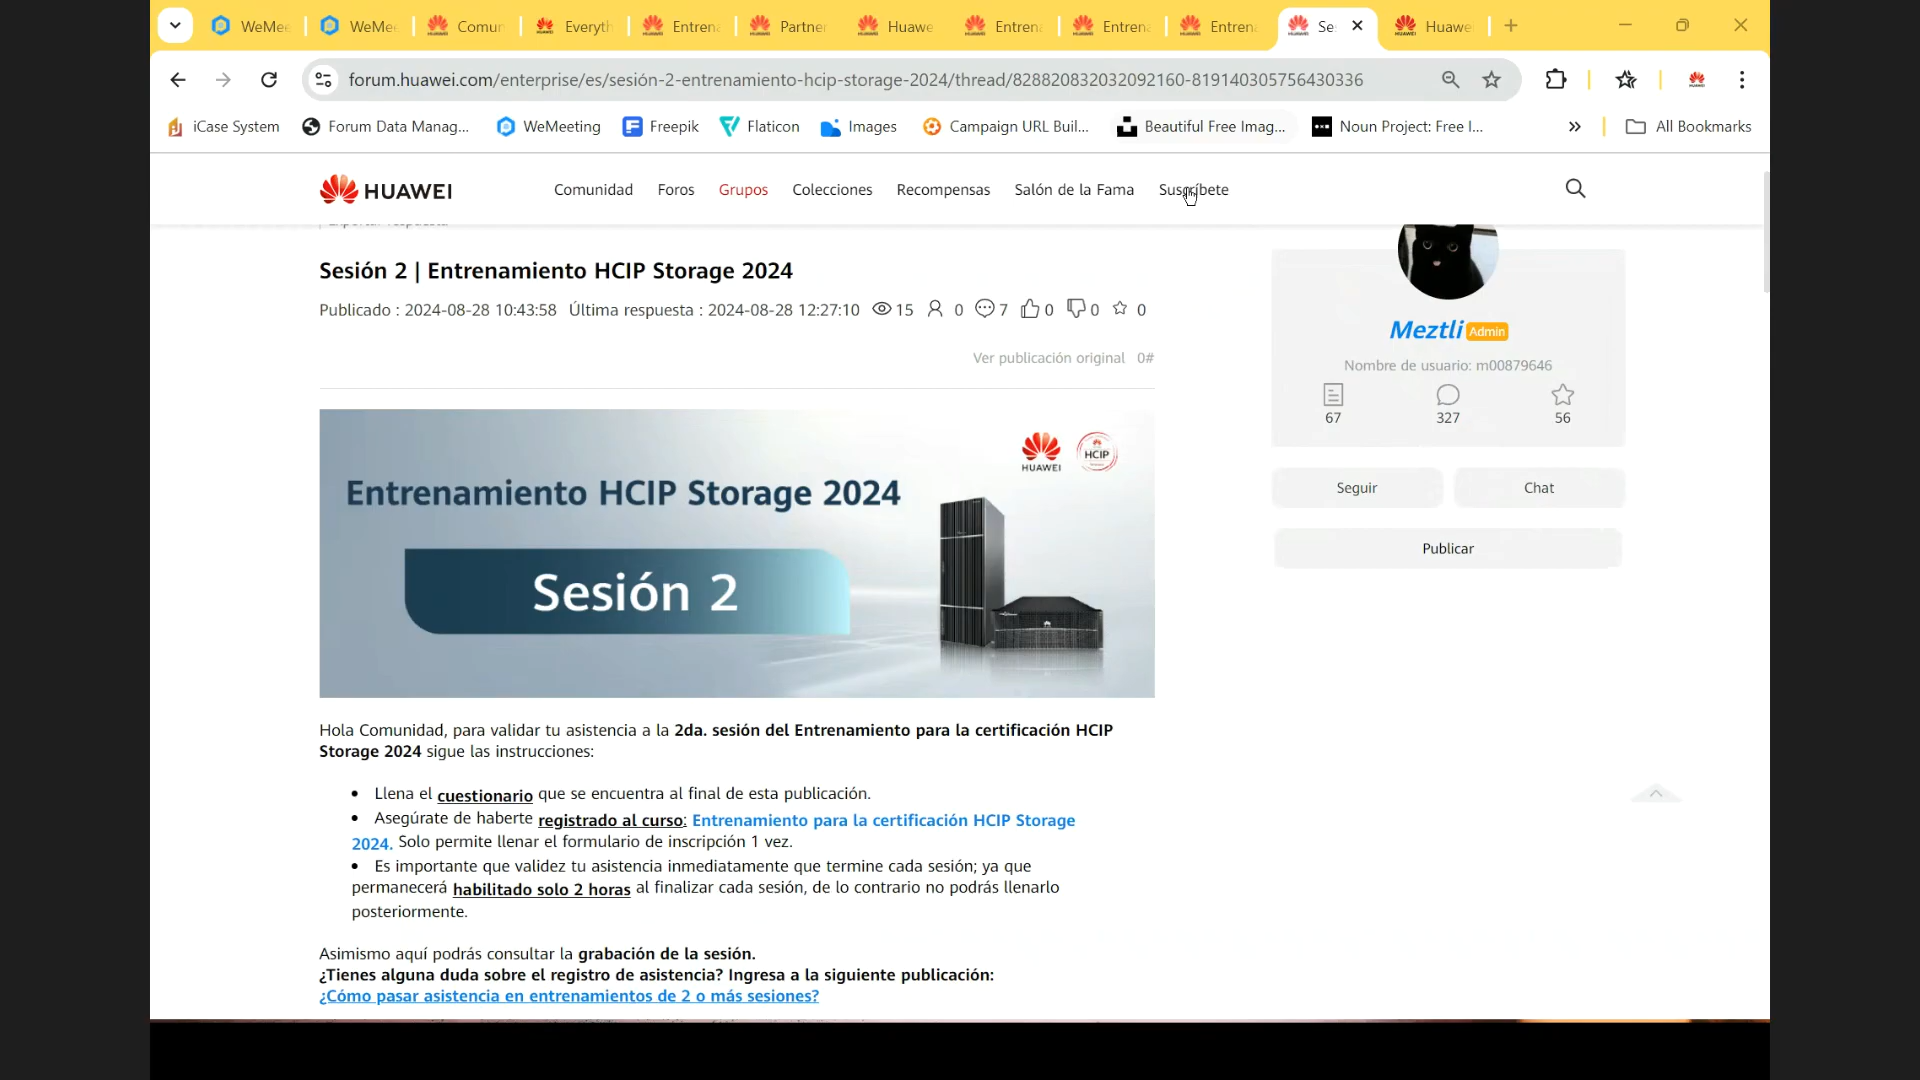 WeMee
WeMee
Comun
Everyth
Entrena
Partner
Huawe
Entrena
Entrena
Entrena
Se
Huawe
forum.huawei.com/enterprise/es/sesión-2-entrenamiento-hcip-storage-2024/thread/828820832032092160-819140305756430336
iCase System
Forum Data Manag...
WeMeeting
Freepik
Flaticon
Images
Campaign URL Buil...
Beautiful Free Imag...
Noun Project: Free I...
All Bookmarks
HUAWEI
Comunidad
Foros
Grupos
Colecciones
Recompensas
Salón de la Fama
Suscríbete
Sesión 2 | Entrenamiento HCIP Storage 2024
Publicado : 2024-08-28 10:43:58 Última respuesta : 2024-08-28 12:27:10 15 0 7 0 0 0
Ver publicación original 0#
HUAWEI
HCIP
Entrenamiento HCIP Storage 2024
Sesión 2
Hola Comunidad, para validar tu asistencia a la 2da. sesión del Entrenamiento para la certificación HCIP
Storage 2024 sigue las instrucciones:
• Llena el cuestionario que se encuentra al final de esta publicación.
• Asegúrate de haberte registrado al curso: Entrenamiento para la certificación HCIP Storage
2024. Solo permite llenar el formulario de inscripción 1 vez.
• Es importante que validez tu asistencia inmediatamente que termine cada sesión; ya que
permanecerá habilitado solo 2 horas al finalizar cada sesión, de lo contrario no podrás llenarlo
posteriormente.
Asimismo aquí podrás consultar la grabación de la sesión.
¿Tienes alguna duda sobre el registro de asistencia? Ingresa a la siguiente publicación:
¿Cómo pasar asistencia en entrenamientos de 2 o más sesiones?
Meztli Admin
Nombre de usuario: m00879646
67 327 56
Seguir
Chat
Publicar